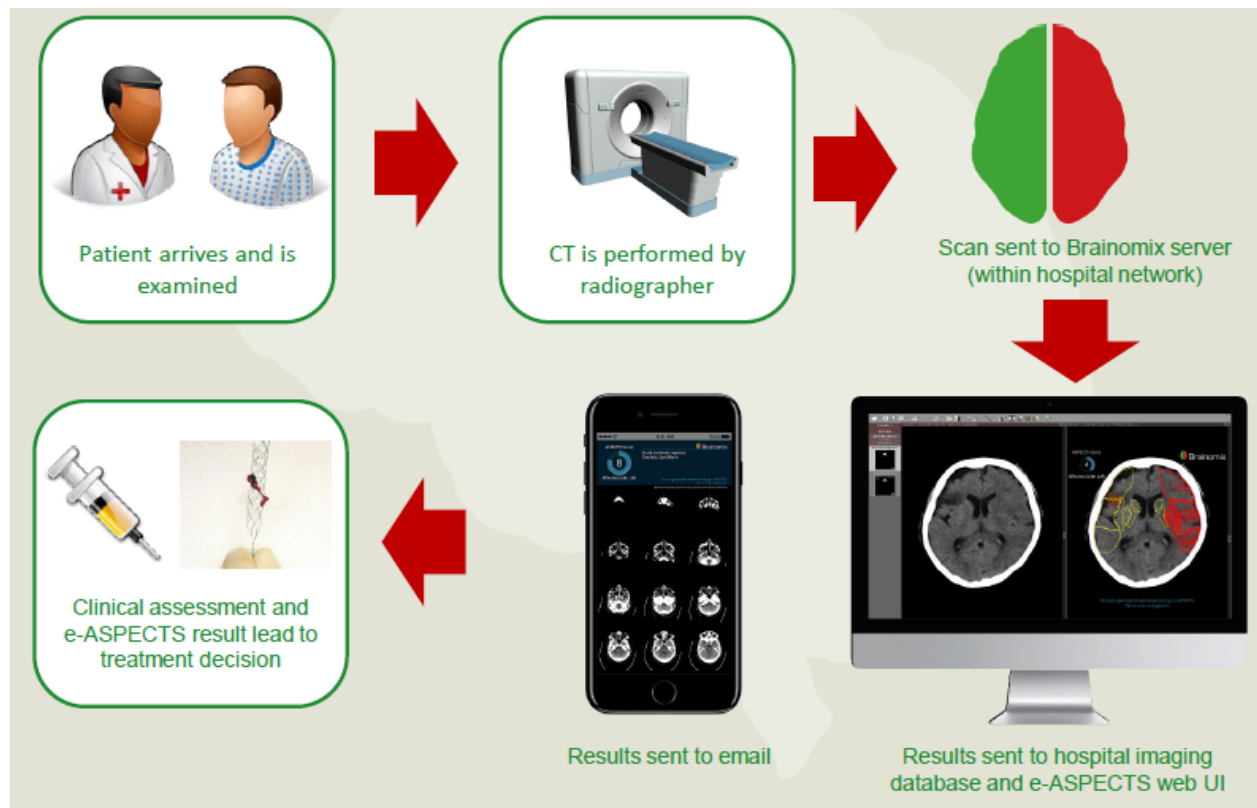 Patient arrives and is
examined
CT is performed by
radiographer
Scan sent to Brainomix server
(within hospital network)
Clinical assessment and
e-ASPECTS result lead to
treatment decision
Brainomix
8
Results sent to email
Brainomix
Results sent to hospital imaging
database and e-ASPECTS web UI